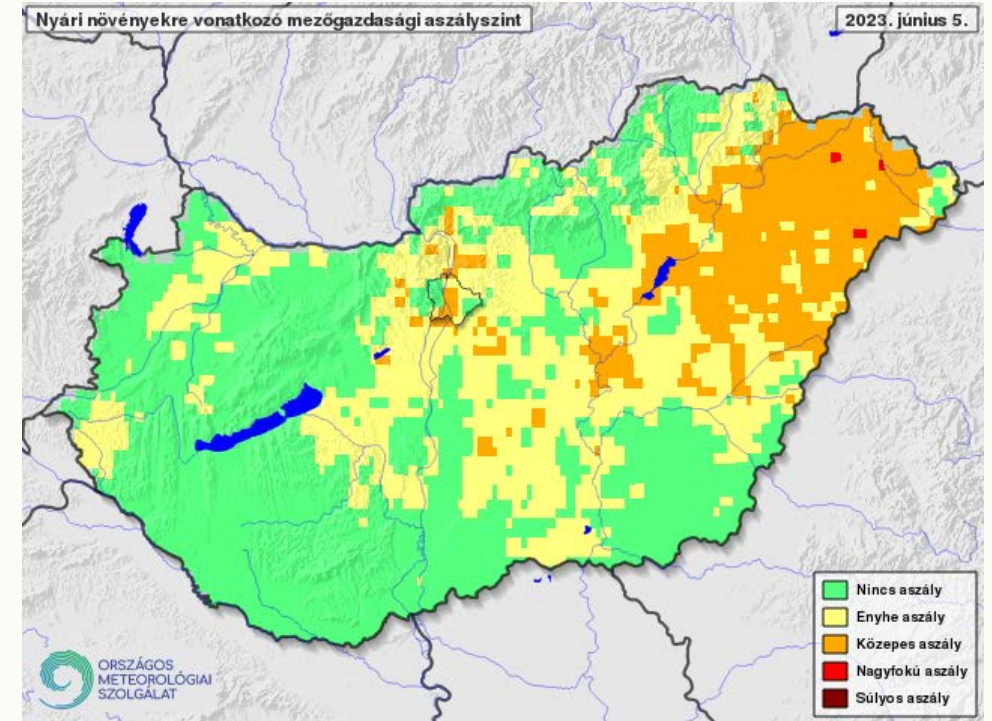 Nyári növényekre vonatkozó mezőgazdasági aszályszint
2023. június 5.
Nincs aszály
Enyhe aszály
Közepes aszály
Nagyfokú aszály
Súlyos aszály
ORSZÁGOS
METEOROLÓGIAI
SZOLGÁLAT